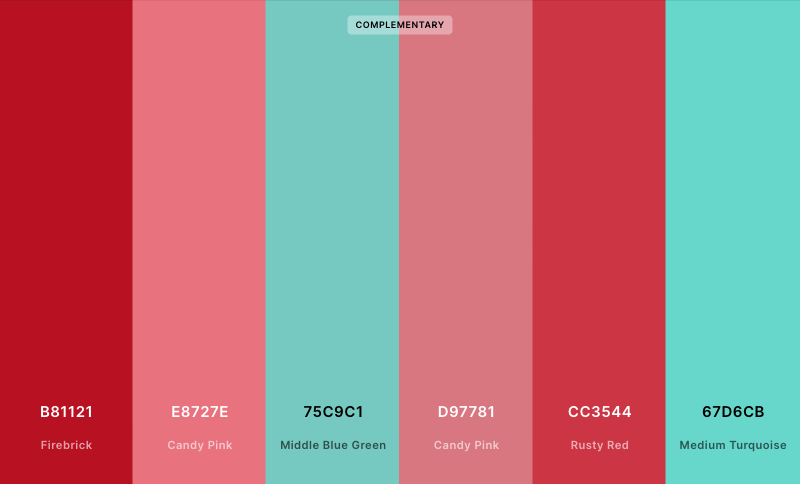 COMPLEMENTARY
B81121
Firebrick
E8727E
Candy Pink
75C9C1
Middle Blue Green
D97781
Candy Pink
CC3544
Rusty Red
67D6CB
Medium Turquoise